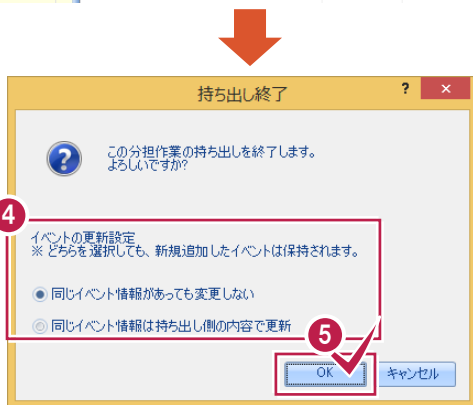 持ち出し終了
? ×
この分担作業の持ち出しを終了します。
よろしいですか?
4
イベントの更新設定
※ どちらを選択しても、新規追加したイベントは保持されます。
同じイベント情報があっても変更しない
同じイベント情報は持ち出し側の内容で更新
5
OK
キャンセル